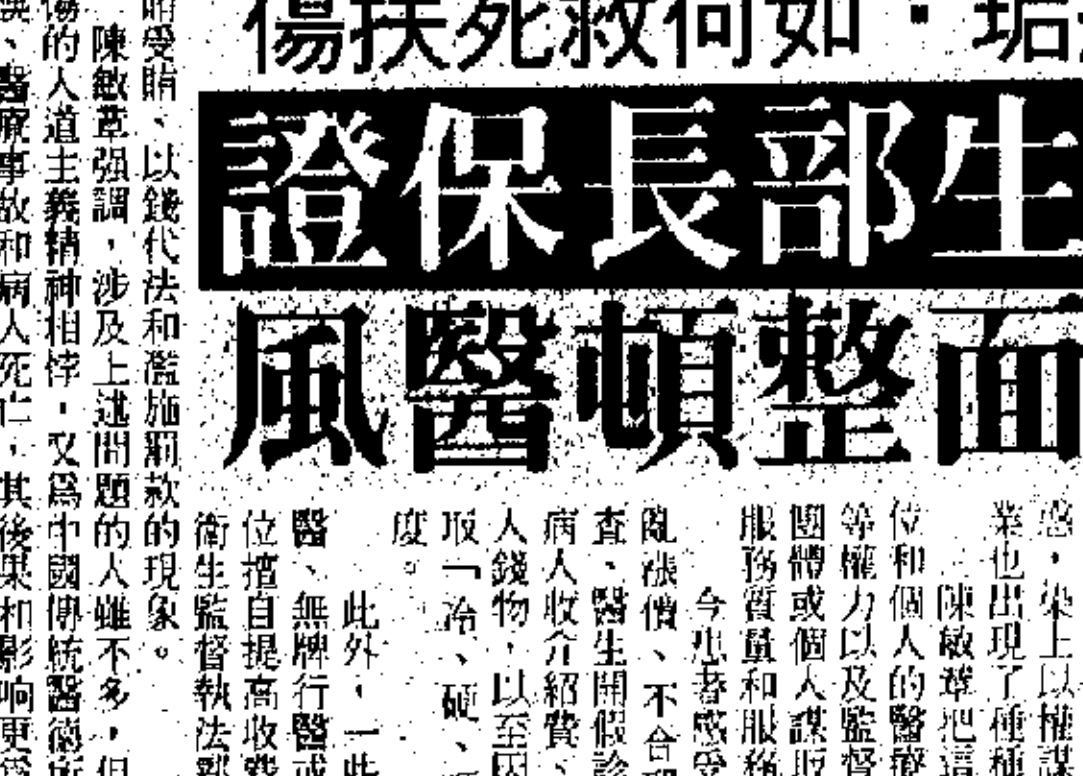 傷扶死救何如·垢
證保長部生
風醫頓整面
惑,染上以權謀
業也出現了種種
陳敏章把這
位和個人的醫療
等權力以及監督
團體或個人謀取
服務質量和服務
今患者感受
亂漲價、不合理
查、醫生開假診
病人收介紹費、
人錢物,以至因
取「冷、硬、
度。
此外,一些
醫、無牌行醫或
位擅自提高收費
衛生監督執法部
賂受賄、以錢代法和濫施罰款的現象。
陳敏章强調,涉及上述問題的人雖不多,但
傷的人道主義精神相悖,又爲中國傳統醫德所
、醫療事故和病人死亡,其後果和影响更爲